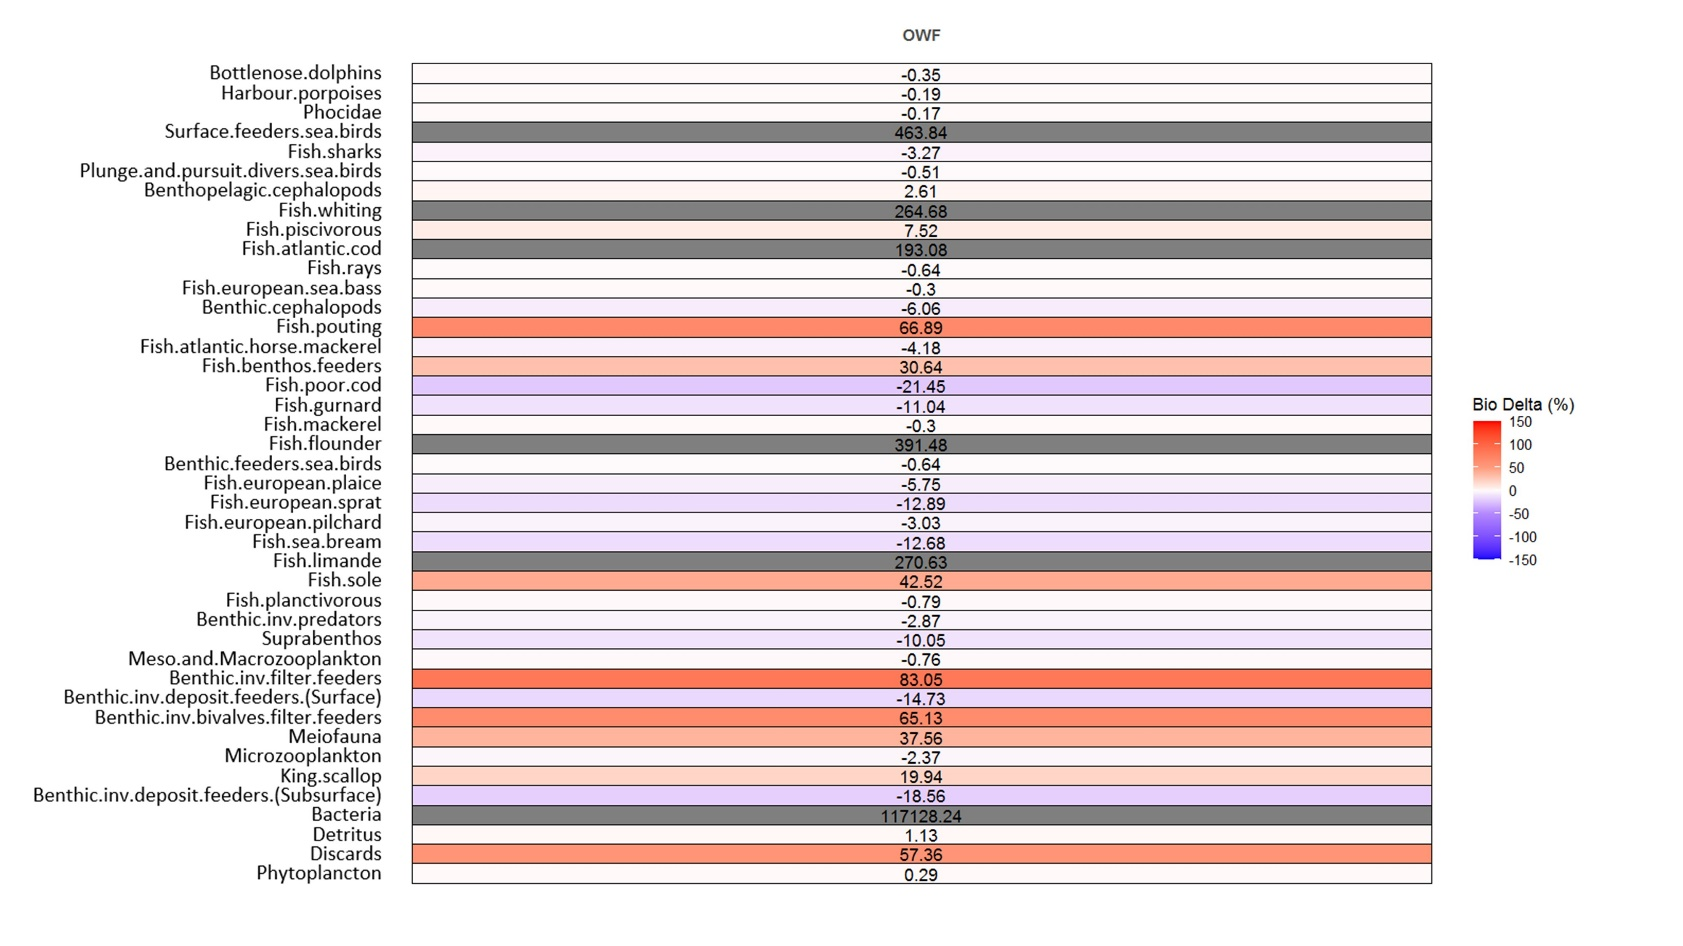 OWF
Bottlenose.dolphins -0.35
Harbour.porpoises -0.19
Phocidae -0.17
Surface.feeders.sea.birds 463.84
Fish.sharks -3.27
Plunge.and.pursuit.divers.sea.birds -0.51
Benthopelagic.cephalopods 2.61
Fish.whiting 264.68
Fish.piscivorous 7.52
Fish.atlantic.cod 193.08
Fish.rays -0.64
Fish.european.sea.bass -0.3
Benthic.cephalopods -6.06
Fish.pouting 66.89
Fish.atlantic.horse.mackerel -4.18
Fish.benthos.feeders 30.64
Fish.poor.cod -21.45
Fish.gurnard -11.04
Fish.mackerel -0.3
Fish.flounder 391.48
Benthic.feeders.sea.birds -0.64
Fish.european.plaice -5.75
Fish.european.sprat -12.89
Fish.european.pilchard -3.03
Fish.sea.bream -12.68
Fish.limande 270.63
Fish.sole 42.52
Fish.planctivorous -0.79
Benthic.inv.predators -2.87
Suprabenthos -10.05
Meso.and.Macrozooplankton -0.76
Benthic.inv.filter.feeders 83.05
Benthic.inv.deposit.feeders.(Surface) -14.73
Benthic.inv.bivalves.filter.feeders 65.13
Meiofauna 37.56
Microzooplankton -2.37
King.scallop 19.94
Benthic.inv.deposit.feeders.(Subsurface) -18.56
Bacteria 117128.24
Detritus 1.13
Discards 57.36
Phytoplancton 0.29
Bio Delta (%)
150
100
50
0
-50
-100
-150